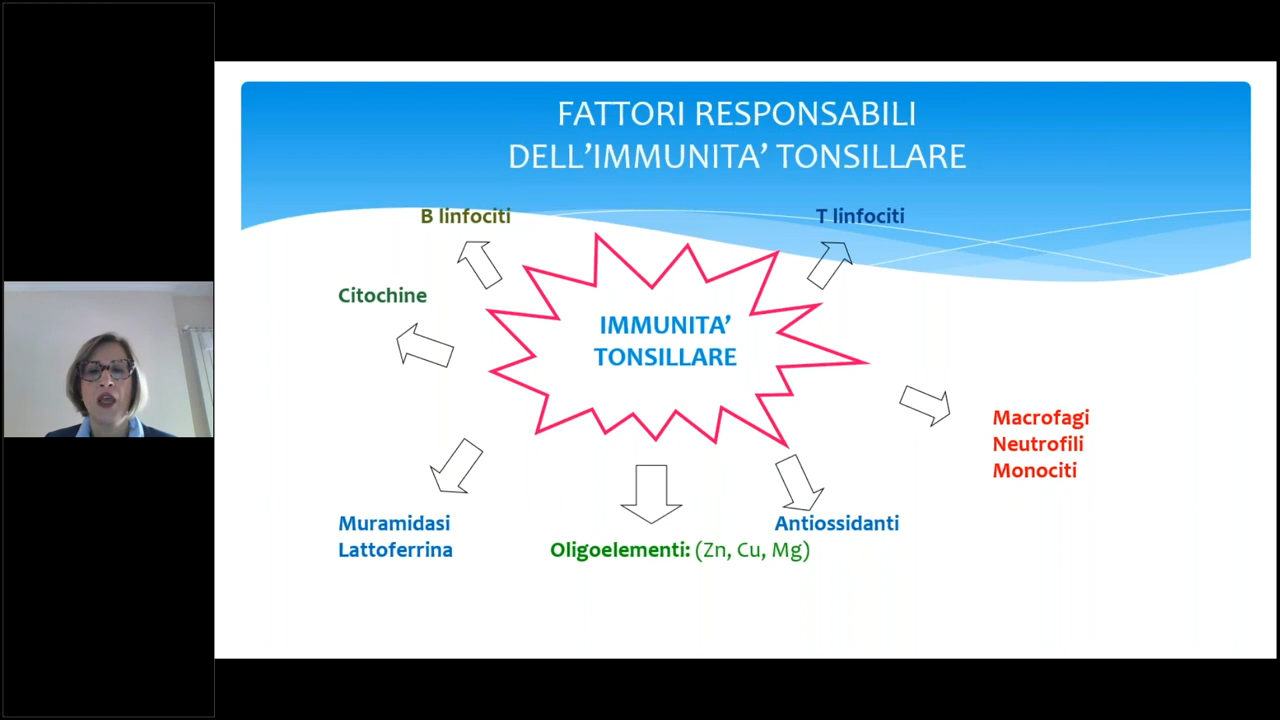 FATTORI RESPONSABILI
DELL’IMMUNITA’ TONSILLARE
B linfociti
T linfociti
Citochine
IMMUNITA’
TONSILLARE
Macrofagi
Neutrofili
Monociti
Muramidasi
Lattoferrina
Oligoelementi: (Zn, Cu, Mg)
Antiossidanti